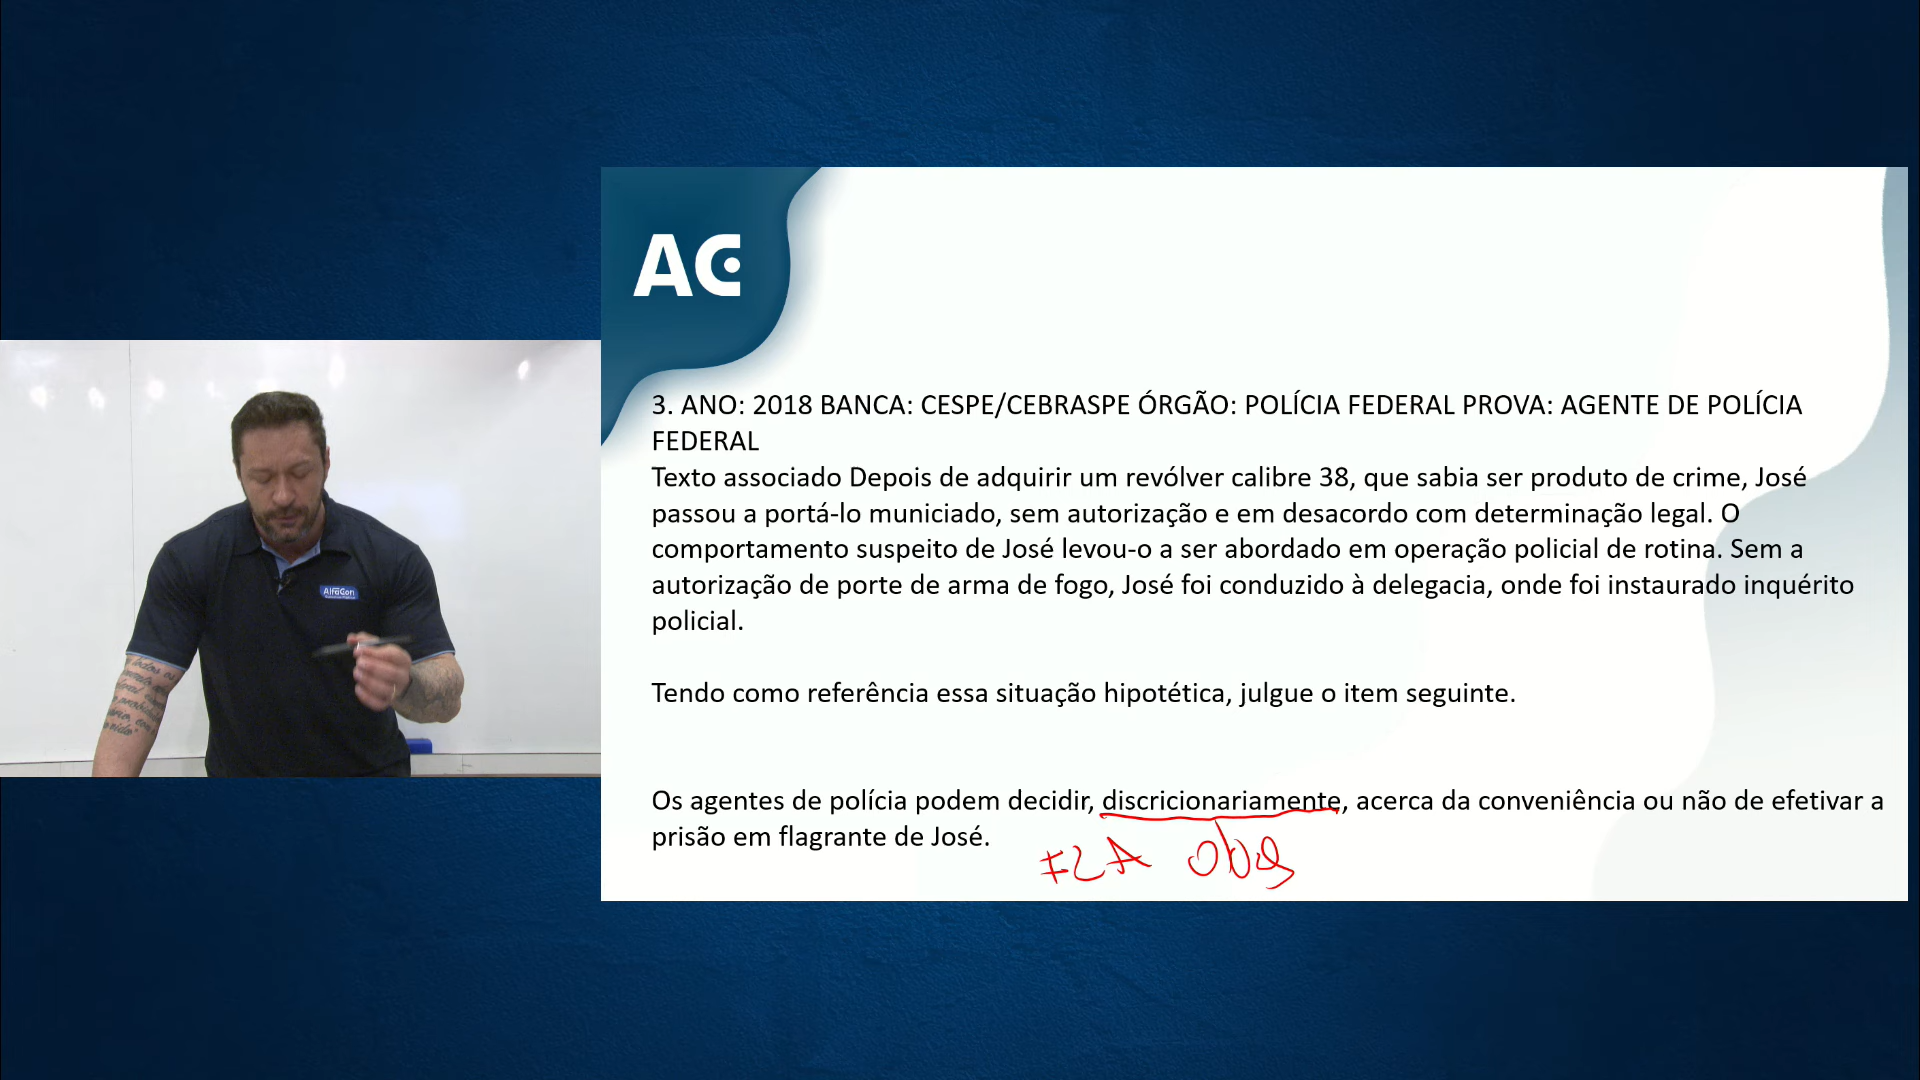 AC
3. ANO: 2018 BANCA: CESPE/CEBRASPE ÓRGÃO: POLÍCIA FEDERAL PROVA: AGENTE DE POLÍCIA
FEDERAL
Texto associado Depois de adquirir um revólver calibre 38, que sabia ser produto de crime, José
passou a portá-lo municiado, sem autorização e em desacordo com determinação legal. O
comportamento suspeito de José levou-o a ser abordado em operação policial de rotina. Sem a
autorização de porte de arma de fogo, José foi conduzido à delegacia, onde foi instaurado inquérito
policial.
Tendo como referência essa situação hipotética, julgue o item seguinte.
Os agentes de polícia podem decidir, discricionariamente, acerca da conveniência ou não de efetivar a
prisão em flagrante de José.
AlfaCon